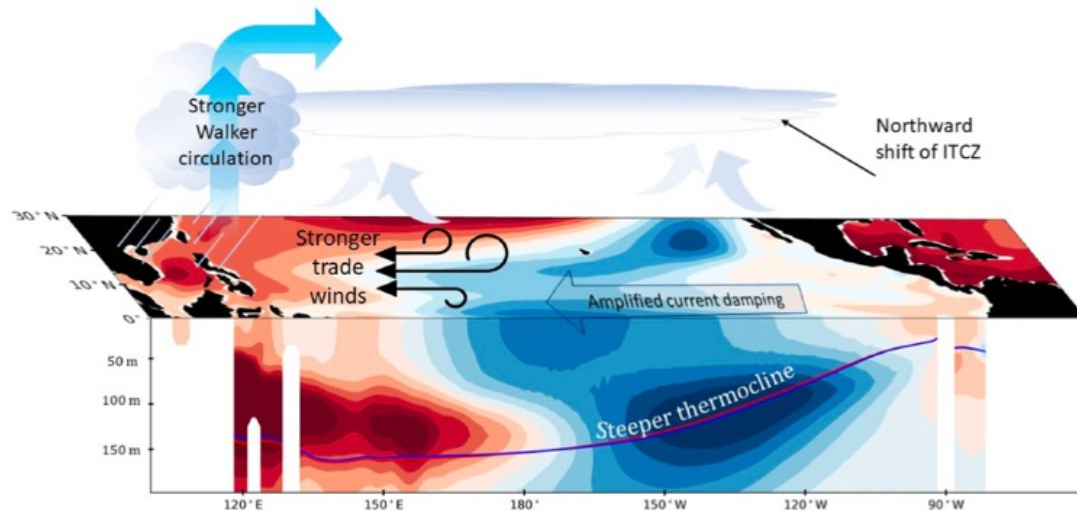 Stronger
Walker
circulation
Northward
shift of ITCZ
30°N
20°N
10°N
0°
Stronger
trade
winds
Amplified current damping
50 m
100 m
150 m
Steeper thermocline
120°E
150°E
180°
150°W
120°W
90°W